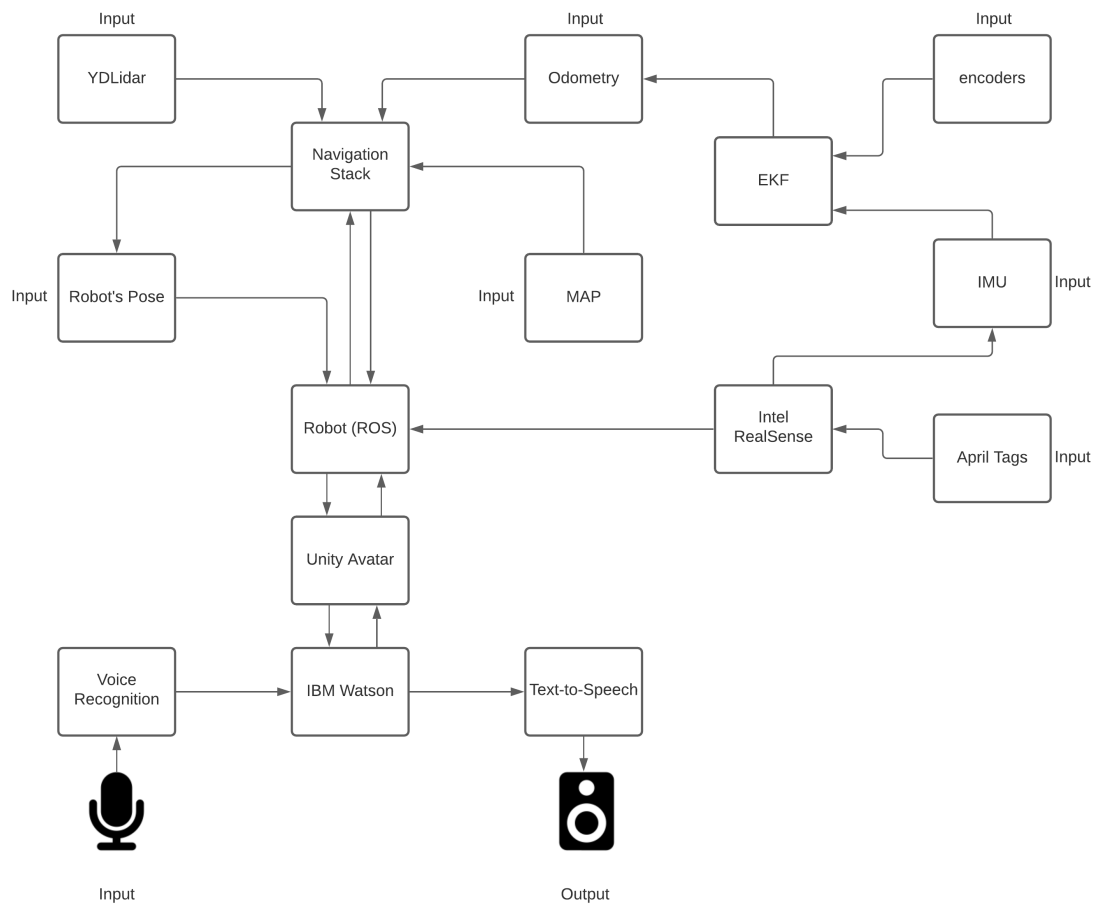 Input
Input
Input
YDLidar
Odometry
encoders
Navigation
Stack
EKF
Input
Robot's Pose
Input
MAP
IMU
Input
Robot (ROS)
Intel
RealSense
April Tags
Input
Unity Avatar
Voice
Recognition
IBM Watson
Text-to-Speech
Input
Output